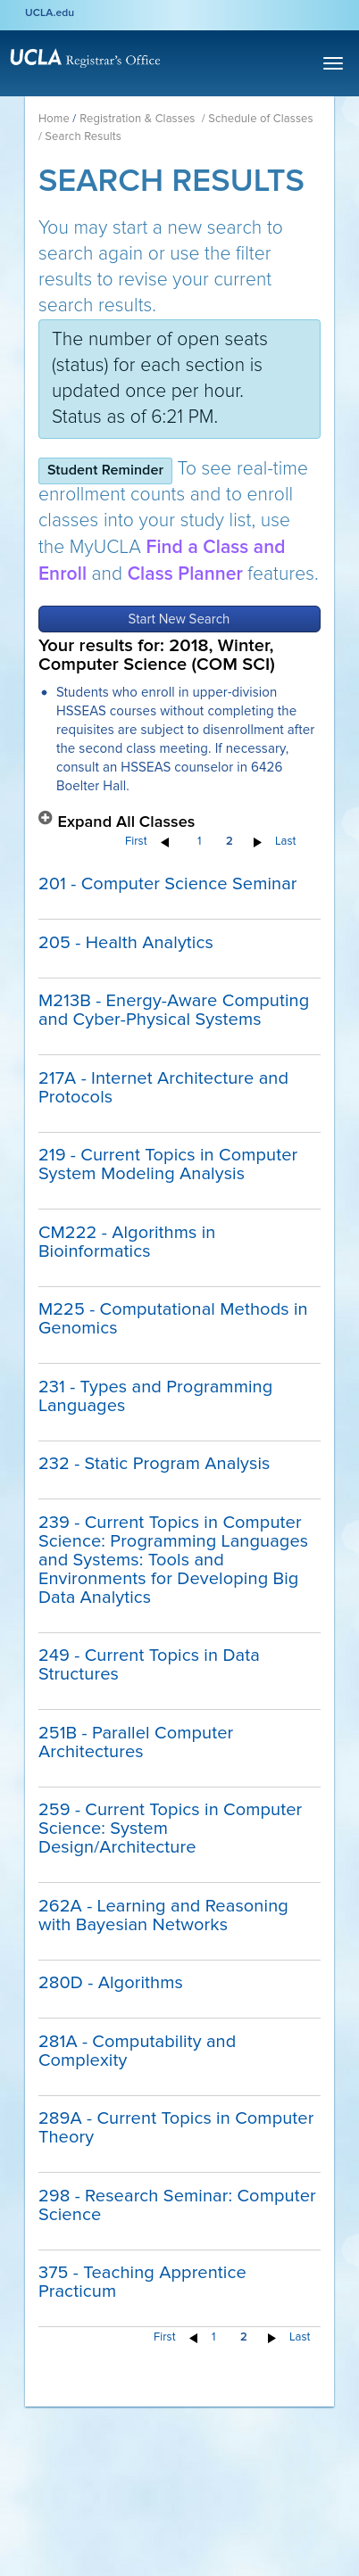 UCLA.edu
UCLA Registrar's Office
Home / Registration & Classes / Schedule of Classes
/ Search Results
SEARCH RESULTS
You may start a new search to
search again or use the filter
results to revise your current
search results.
The number of open seats
(status) for each section is
updated once per hour.
Status as of 6:21 PM.
Student Reminder To see real-time
enrollment counts and to enroll
classes into your study list, use
the MyUCLA Find a Class and
Enroll and Class Planner features.
Start New Search
Your results for: 2018, Winter,
Computer Science (COM SCI)
• Students who enroll in upper-division
HSSEAS courses without completing the
requisites are subject to disenrollment after
the second class meeting. If necessary,
consult an HSSEAS counselor in 6426
Boelter Hall.
Expand All Classes
First 1 2 Last
201 - Computer Science Seminar
205 - Health Analytics
M213B - Energy-Aware Computing
and Cyber-Physical Systems
217A - Internet Architecture and
Protocols
219 - Current Topics in Computer
System Modeling Analysis
CM222 - Algorithms in
Bioinformatics
M225 - Computational Methods in
Genomics
231 - Types and Programming
Languages
232 - Static Program Analysis
239 - Current Topics in Computer
Science: Programming Languages
and Systems: Tools and
Environments for Developing Big
Data Analytics
249 - Current Topics in Data
Structures
251B - Parallel Computer
Architectures
259 - Current Topics in Computer
Science: System
Design/Architecture
262A - Learning and Reasoning
with Bayesian Networks
280D - Algorithms
281A - Computability and
Complexity
289A - Current Topics in Computer
Theory
298 - Research Seminar: Computer
Science
375 - Teaching Apprentice
Practicum
First 1 2 Last